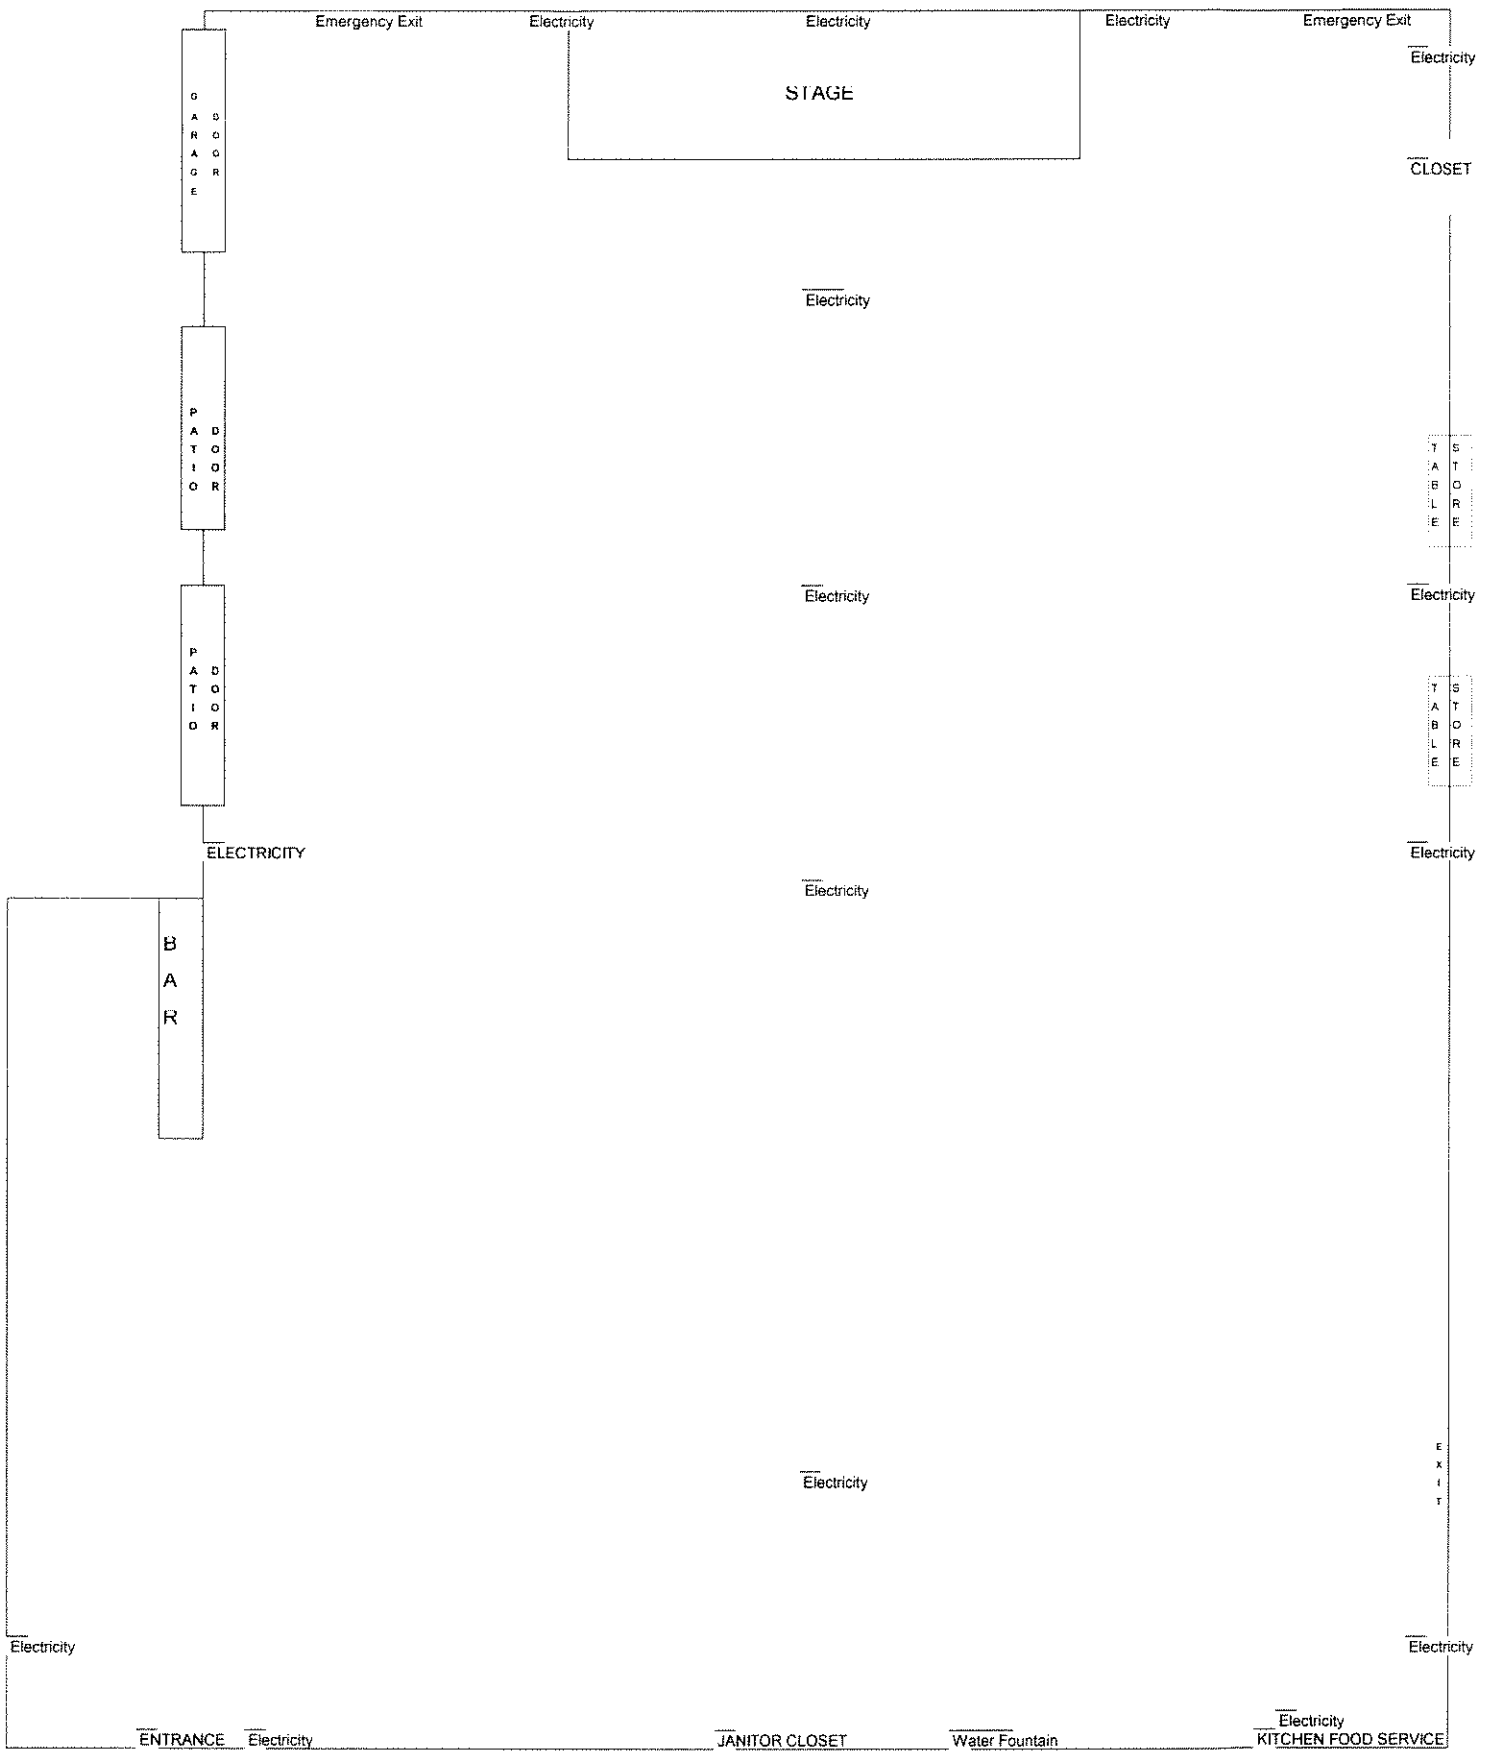 Emergency Exit Electricity Electricity Electricity Emergency Exit
Electricity
STAGE
GARAGE DOOR
CLOSET
Electricity
PATIO DOOR
TABLE STORE
Electricity Electricity
PATIO DOOR
TABLE STORE
ELECTRICITY Electricity
Electricity
BAR
EXIT
Electricity
Electricity Electricity
Electricity
ENTRANCE Electricity JANITOR CLOSET Water Fountain KITCHEN FOOD SERVICE